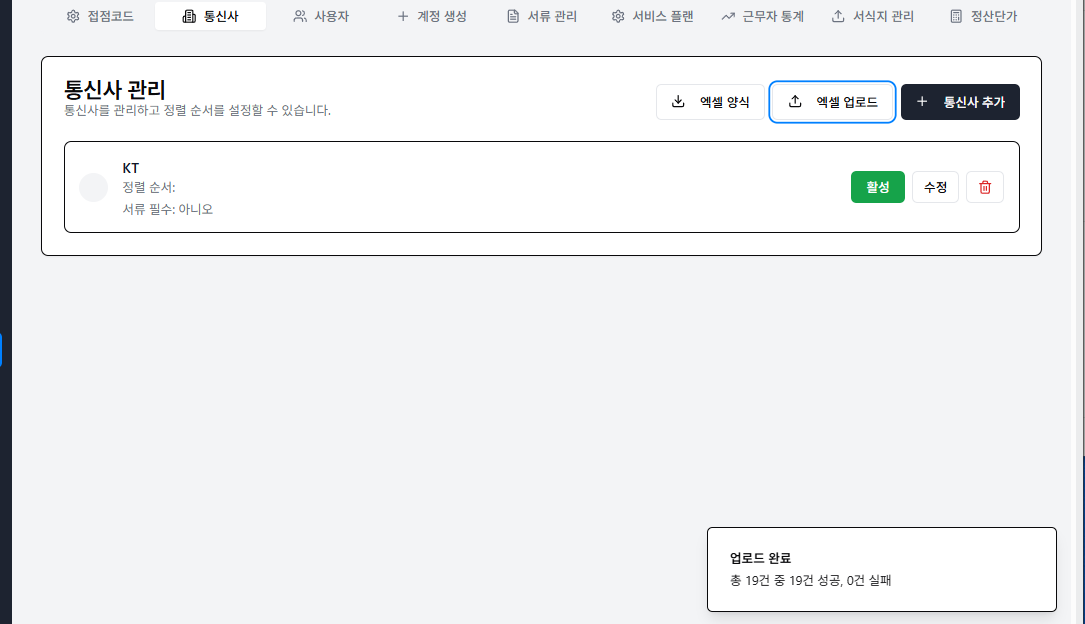 접점코드 통신사 사용자 계정 생성 서류 관리 서비스 플랜 근무자 통계 서식지 관리 정산단가
통신사 관리
통신사를 관리하고 정렬 순서를 설정할 수 있습니다.
엑셀 양식 엑셀 업로드 통신사 추가
KT
정렬 순서:
서류 필수: 아니오
활성 수정
업로드 완료
총 19건 중 19건 성공, 0건 실패